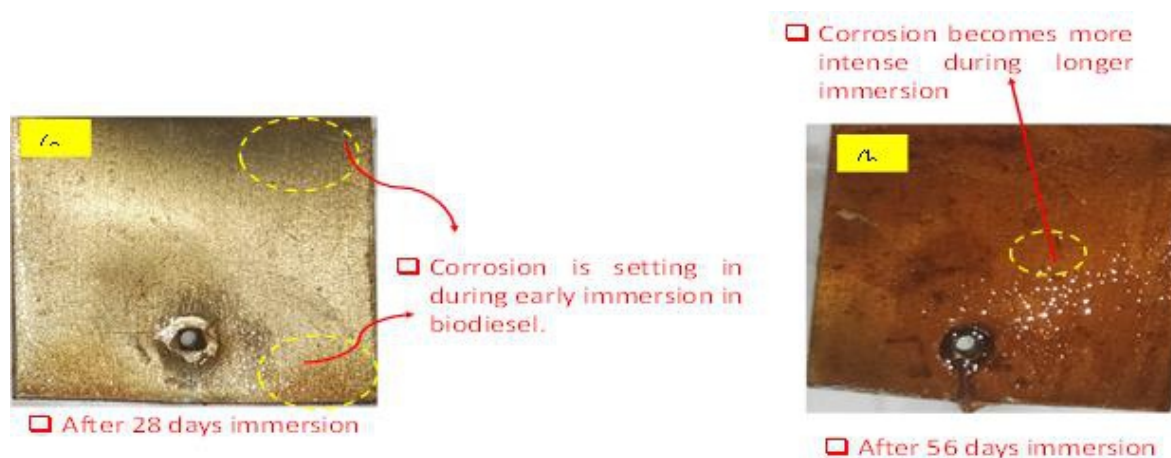 Corrosion becomes more
intense during longer
immersion
Corrosion is setting in
during early immersion in
biodiesel.
After 28 days immersion
After 56 days immersion